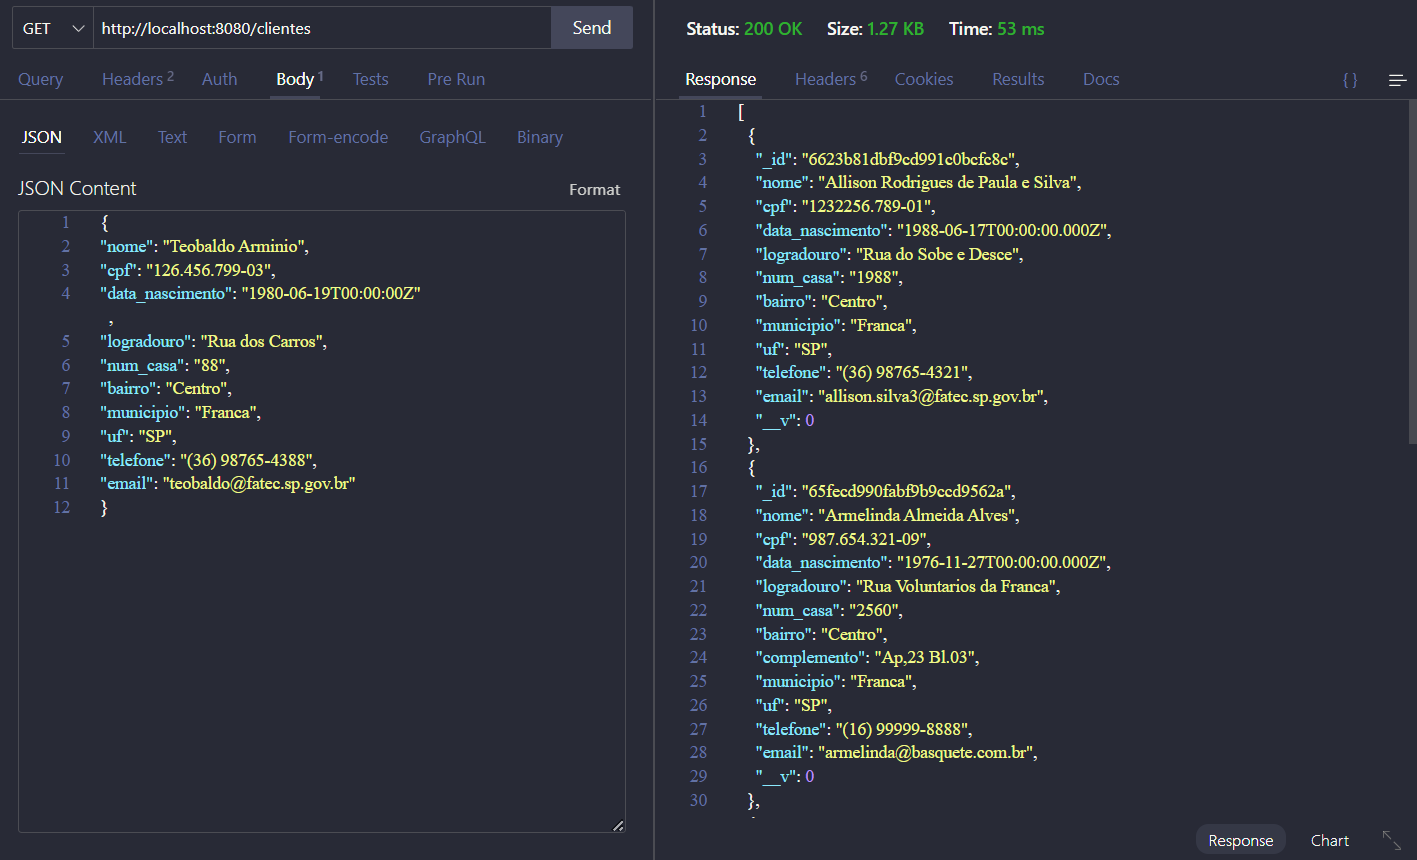 GET http://localhost:8080/clientes Send
Query Headers 2 Auth Body 1 Tests Pre Run
JSON XML Text Form Form-encode GraphQL Binary
JSON Content Format
1 {
2 "nome": "Teobaldo Arminio",
3 "cpf": "126.456.799-03",
4 "data_nascimento": "1980-06-19T00:00:00Z"
,
5 "logradouro": "Rua dos Carros",
6 "num_casa": "88",
7 "bairro": "Centro",
8 "municipio": "Franca",
9 "uf": "SP",
10 "telefone": "(36) 98765-4388",
11 "email": "teobaldo@fatec.sp.gov.br"
12 }
Status: 200 OK Size: 1.27 KB Time: 53 ms
Response Headers 6 Cookies Results Docs { }
1 [
2 {
3 "_id": "6623b81dbf9cd991c0bcfc8c",
4 "nome": "Allison Rodrigues de Paula e Silva",
5 "cpf": "1232256.789-01",
6 "data_nascimento": "1988-06-17T00:00:00.000Z",
7 "logradouro": "Rua do Sobe e Desce",
8 "num_casa": "1988",
9 "bairro": "Centro",
10 "municipio": "Franca",
11 "uf": "SP",
12 "telefone": "(36) 98765-4321",
13 "email": "allison.silva3@fatec.sp.gov.br",
14 "__v": 0
15 },
16 {
17 "_id": "65fecd990fabf9b9ccd9562a",
18 "nome": "Armelinda Almeida Alves",
19 "cpf": "987.654.321-09",
20 "data_nascimento": "1976-11-27T00:00:00.000Z",
21 "logradouro": "Rua Voluntarios da Franca",
22 "num_casa": "2560",
23 "bairro": "Centro",
24 "complemento": "Ap,23 Bl.03",
25 "municipio": "Franca",
26 "uf": "SP",
27 "telefone": "(16) 99999-8888",
28 "email": "armelinda@basquete.com.br",
29 "__v": 0
30 },
Response Chart